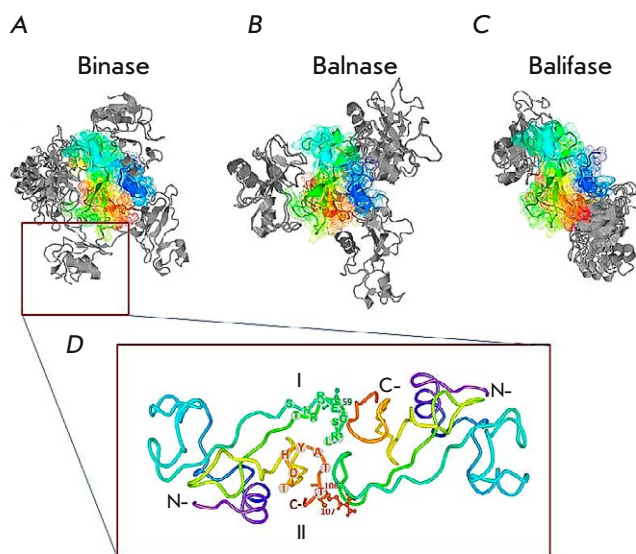 A
B
C
Binase
Balnase
Balifase
D
I
C-
N-
59
S T N R R
S E G S R L
H Y A T
T D T
N-
C-
106
107
II